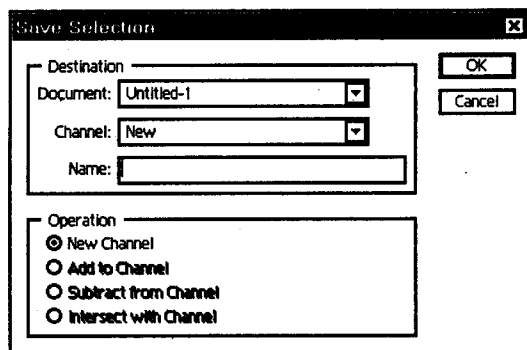 Save Selection
Destination
OK
Document: Untitled-1
Cancel
Channel: New
Name:
Operation
New Channel
Add to Channel
Subtract from Channel
Intersect with Channel